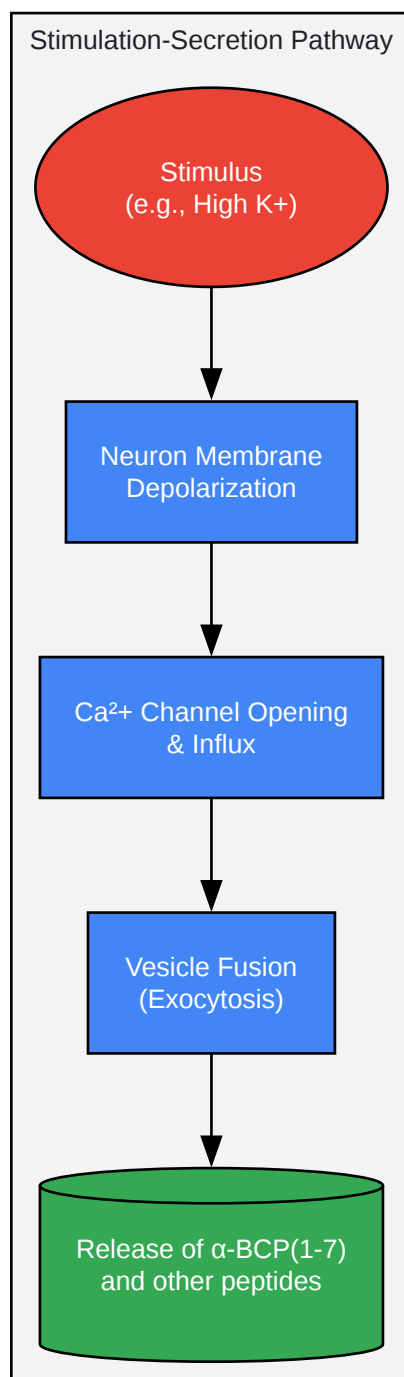 Stimulation-Secretion Pathway
Stimulus
(e.g., High K+)
Neuron Membrane
Depolarization
Ca²+ Channel Opening
& Influx
Vesicle Fusion
(Exocytosis)
Release of α-BCP(1-7)
and other peptides